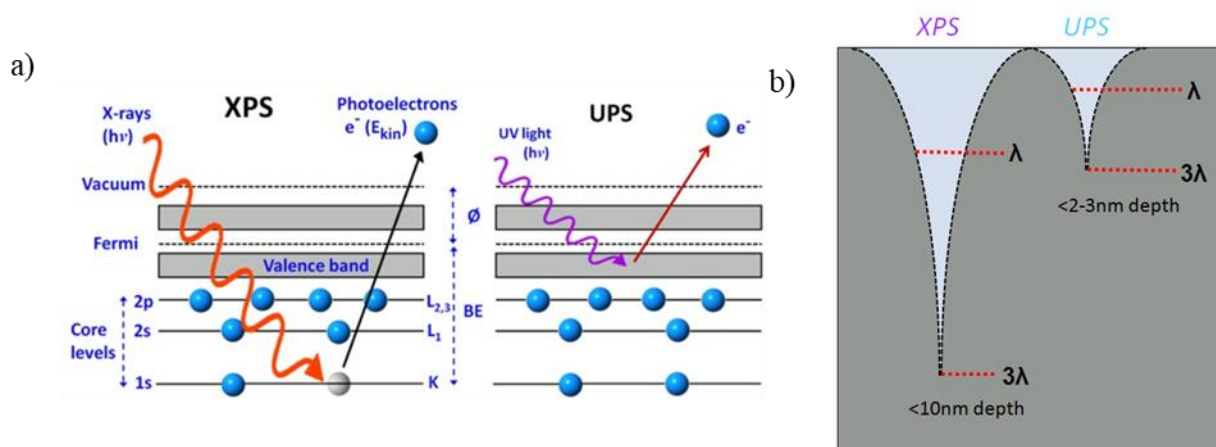 a)
XPS
X-rays
(hν)
Photoelectrons
e⁻ (Eₖᵢₙ)
Vacuum
Fermi
Ø
Valence band
BE
Core
levels
2p
2s
1s
L₂,₃
L₁
K
UPS
UV light
(hν)
e⁻
b)
XPS
UPS
λ
λ
3λ
<2-3nm depth
3λ
<10nm depth